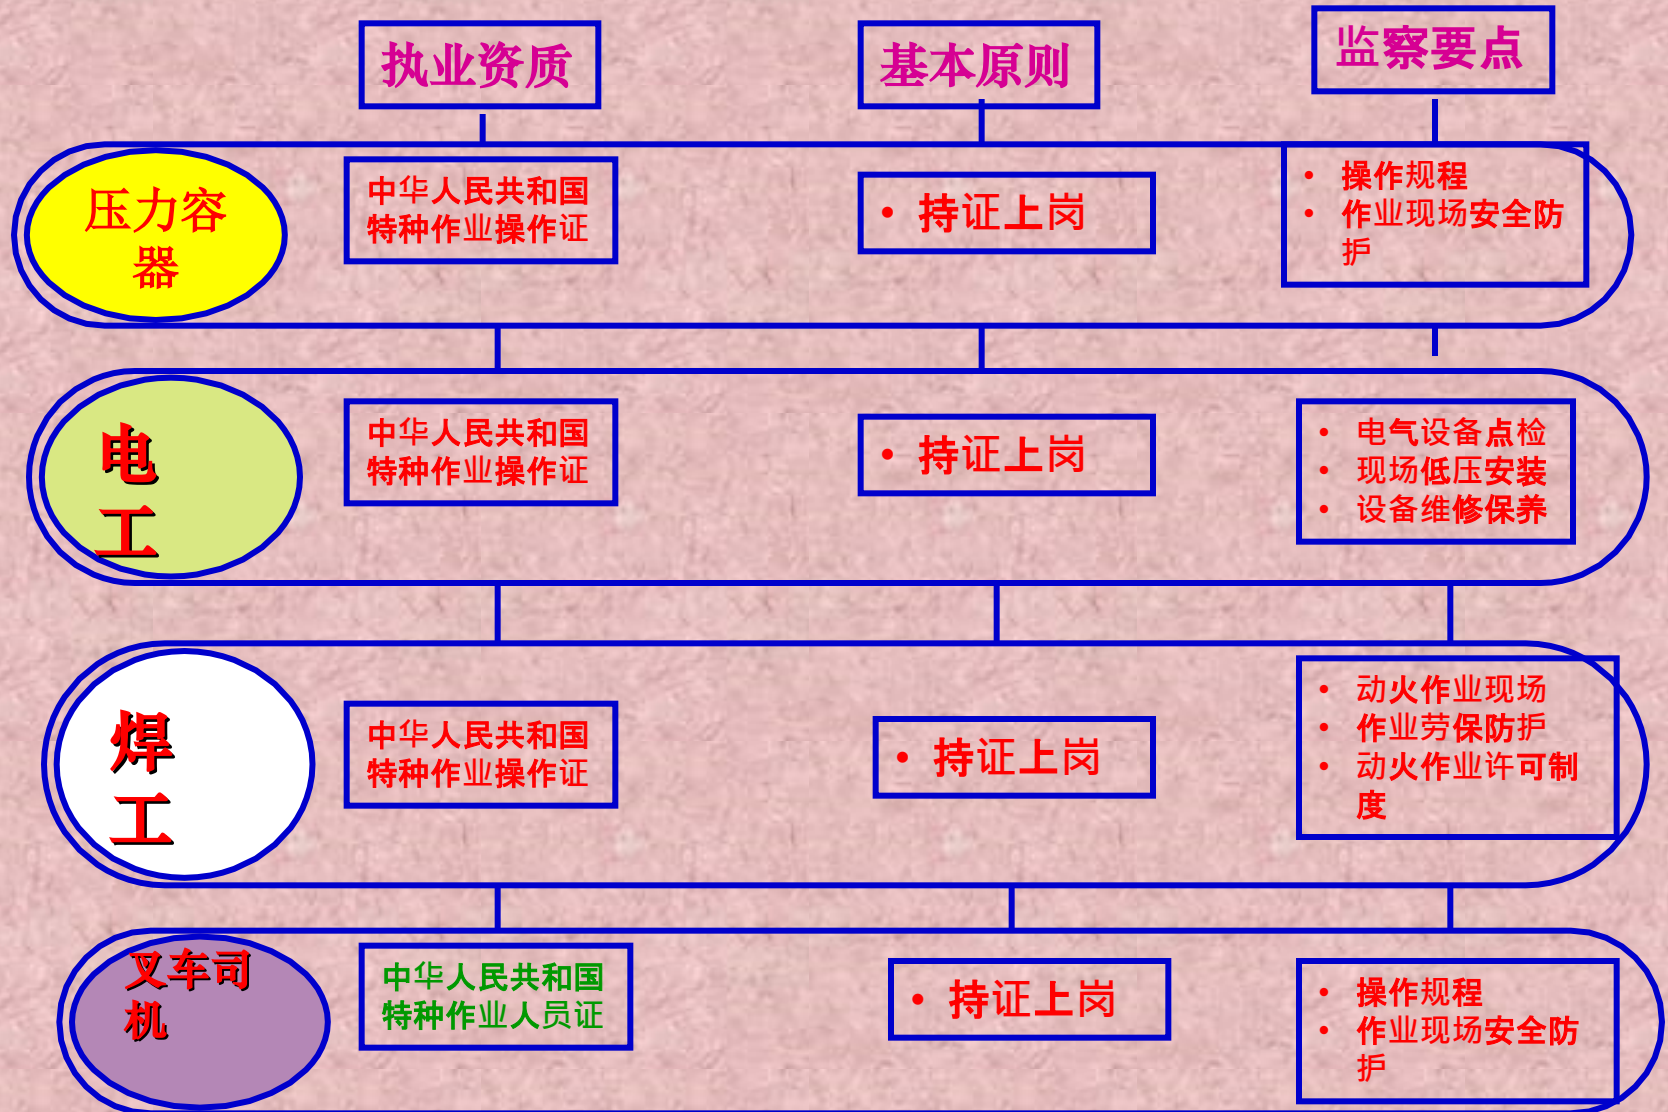 执业资质
基本原则
监察要点
压力容
器
中华人民共和国
特种作业操作证
• 持证上岗
• 操作规程
• 作业现场安全防
护
电
工
中华人民共和国
特种作业操作证
• 持证上岗
• 电气设备点检
• 现场低压安装
• 设备维修保养
焊
工
中华人民共和国
特种作业操作证
• 持证上岗
• 动火作业现场
• 作业劳保防护
• 动火作业许可制
度
叉车司
机
中华人民共和国
特种作业人员证
• 持证上岗
• 操作规程
• 作业现场安全防
护